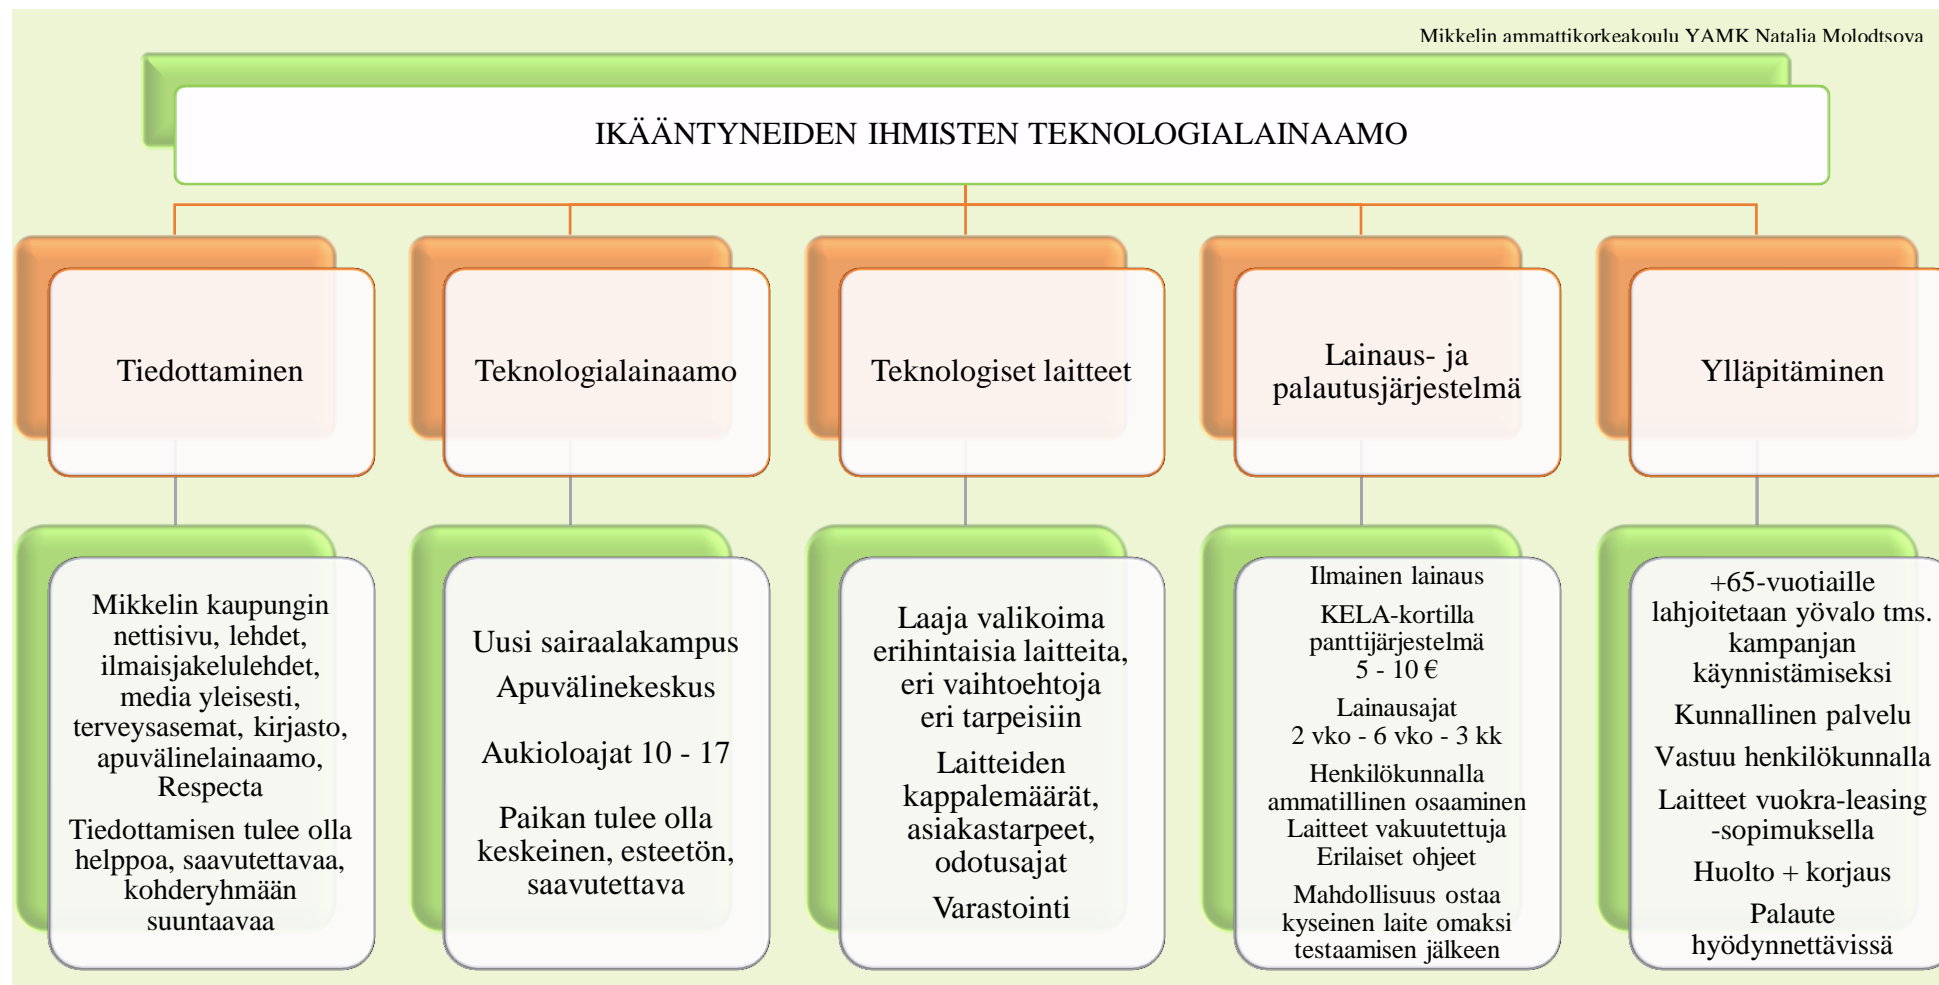 Mikkelin ammattikorkeakoulu YAMK Natalia Molodtsova
IKÄÄNTYNEIDEN IHMISTEN TEKNOLOGIALAINAAMO
Tiedottaminen
Mikkelin kaupungin
nettisivu, lehdet,
ilmaisjakelulehdet,
media yleisesti,
terveysasemat, kirjasto,
apuvälinelainaamo,
Respecta
Tiedottamisen tulee olla
helppoa, saavutettavaa,
kohderyhmään
suuntaavaa
Teknologialainaamo
Uusi sairaalakampus
Apuvälinekeskus
Aukioloajat 10 - 17
Paikan tulee olla
keskeinen, esteetön,
saavutettava
Teknologiset laitteet
Laaja valikoima
erihintaisia laitteita,
eri vaihtoehtoja
eri tarpeisiin
Laitteiden
kappalemäärät,
asiakastarpeet,
odotusajat
Varastointi
Lainaus- ja
palautusjärjestelmä
Ilmainen lainaus
KELA-kortilla
panttijärjestelmä
5 - 10 €
Lainausajat
2 vko - 6 vko - 3 kk
Henkilökunnalla
ammatillinen osaaminen
Laitteet vakuutettuja
Erilaiset ohjeet
Mahdollisuus ostaa
kyseinen laite omaksi
testaamisen jälkeen
Ylläpitäminen
+65-vuotiaille
lahjoitetaan yövalo tms.
kampanjan
käynnistämiseksi
Kunnallinen palvelu
Vastuu henkilökunnalla
Laitteet vuokra-leasing
-sopimuksella
Huolto + korjaus
Palaute
hyödynnettävissä